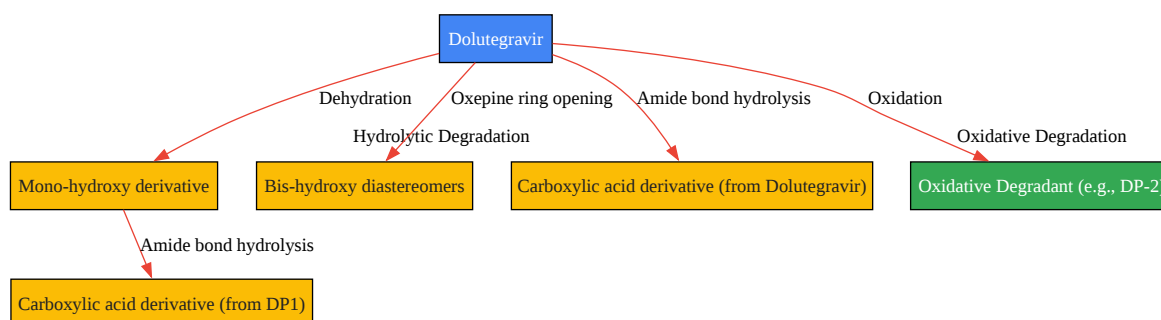 Dolutegravir
Dehydration
Oxepine ring opening
Amide bond hydrolysis
Oxidation
Hydrolytic Degradation
Oxidative Degradation
Mono-hydroxy derivative
Bis-hydroxy diastereomers
Carboxylic acid derivative (from Dolutegravir)
Oxidative Degradant (e.g., DP-2
Amide bond hydrolysis
Carboxylic acid derivative (from DP1)